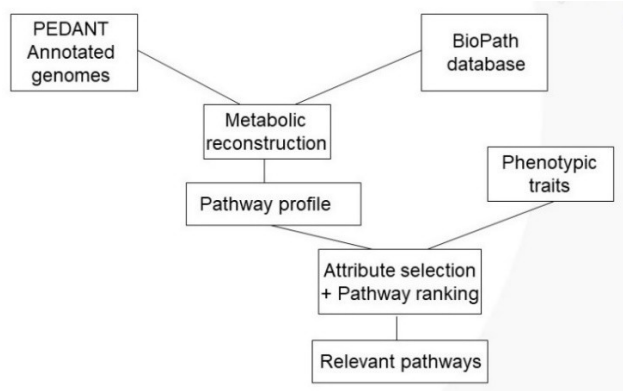 PEDANT
Annotated
genomes
BioPath
database
Metabolic
reconstruction
Phenotypic
traits
Pathway profile
Attribute selection
+ Pathway ranking
Relevant pathways